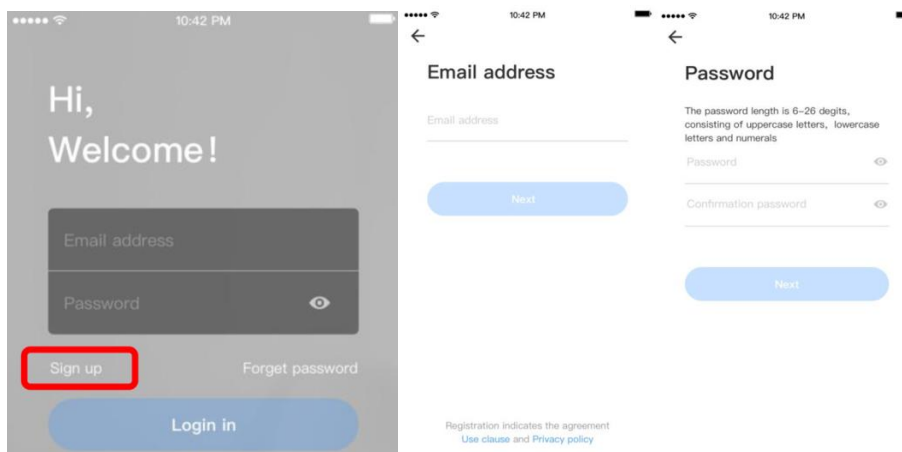 10:42 PM
Hi,
Welcome!
Email address
Password
Sign up
Forget password
Login in
10:42 PM
Email address
Email address
Next
Registration indicates the agreement
Use clause and Privacy policy
10:42 PM
Password
The password length is 6-26 degits,
consisting of uppercase letters, lowercase
letters and numerals
Password
Confirmation password
Next